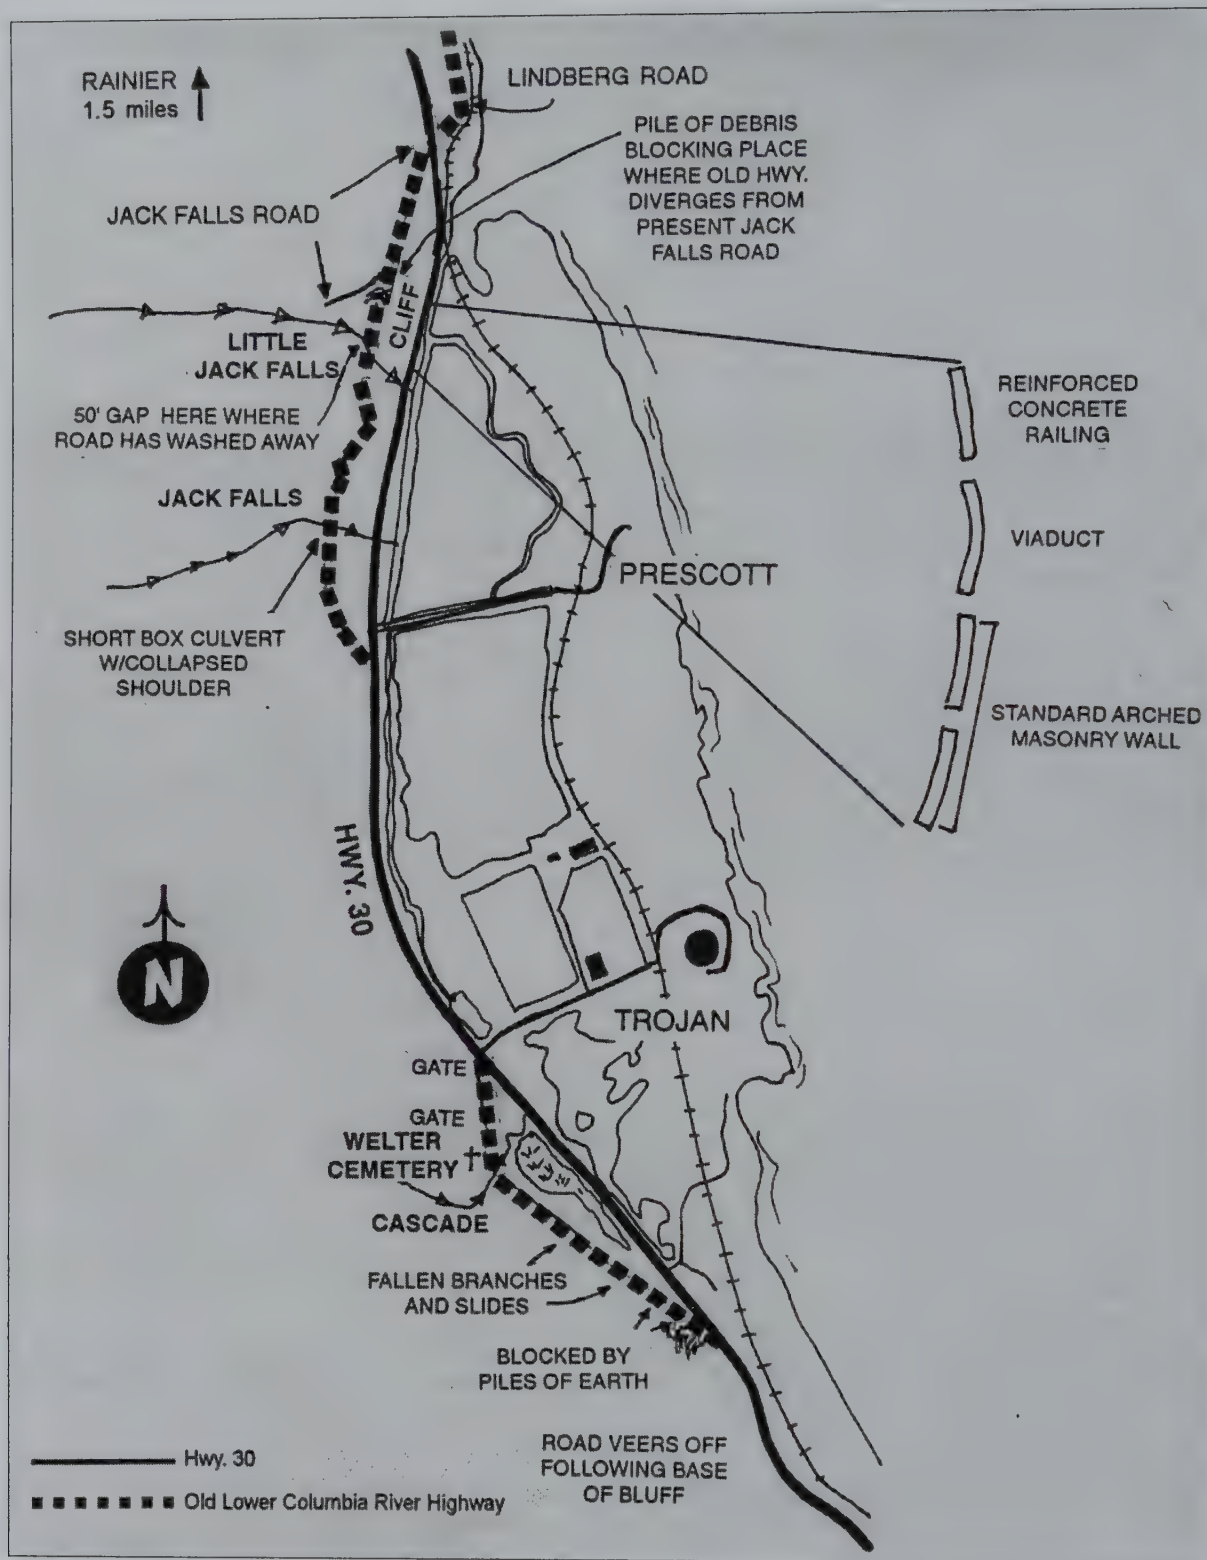 RAINIER
1.5 miles
LINDBERG ROAD
PILE OF DEBRIS
BLOCKING PLACE
WHERE OLD HWY.
DIVERGES FROM
PRESENT JACK
FALLS ROAD
JACK FALLS ROAD
CLIFF
LITTLE
JACK FALLS
50' GAP HERE WHERE
ROAD HAS WASHED AWAY
REINFORCED
CONCRETE
RAILING
JACK FALLS
VIADUCT
PRESCOTT
SHORT BOX CULVERT
W/COLLAPSED
SHOULDER
STANDARD ARCHED
MASONRY WALL
HWY. 30
N
TROJAN
GATE
GATE
WELTER
CEMETERY
CASCADE
FALLEN BRANCHES
AND SLIDES
BLOCKED BY
PILES OF EARTH
ROAD VEERS OFF
FOLLOWING BASE
OF BLUFF
Hwy. 30
Old Lower Columbia River Highway